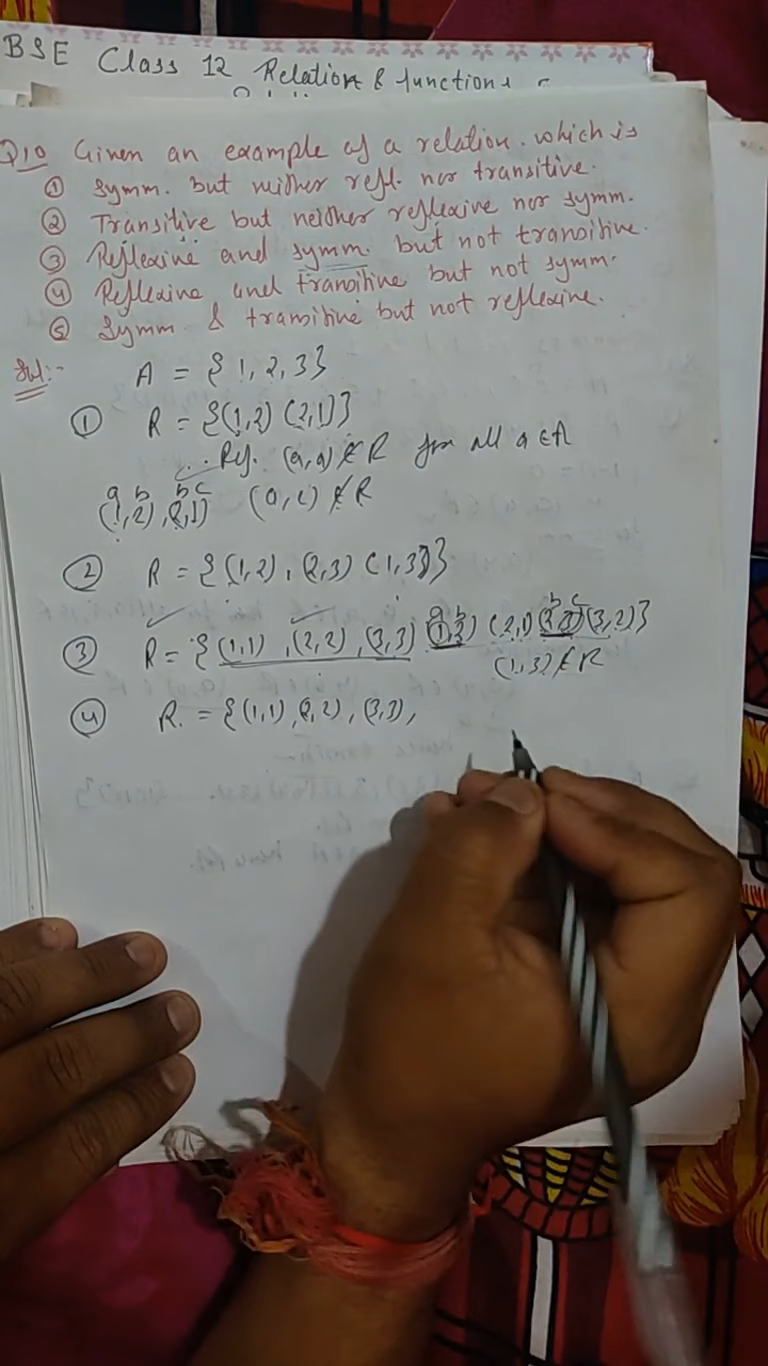 BSE Class 12 Relation & functions
Q10 Given an example of a relation. which is
① Symm. but neither refl. nor transitive.
② Transitive but neither reflexive nor symm.
③ Reflexive and symm. but not transitive.
④ Reflexive and transitive but not symm.
⑤ Symm & transitive but not reflexive.
Sol:- A = {1, 2, 3}
① R = {(1,2) (2,1)}
∴ Ref. (a,a) ∉ R for all a ∈ A
a b b c
(1,2), (2,1) (a,c) ∉ R
② R = {(1,2), (2,3) (1,3)}
a b b c
③ R = {(1,1), (2,2), (3,3) (1,2) (2,1) (2,3) (3,2)}
(1,3) ∉ R
④ R. = {(1,1), (2,2), (3,3),